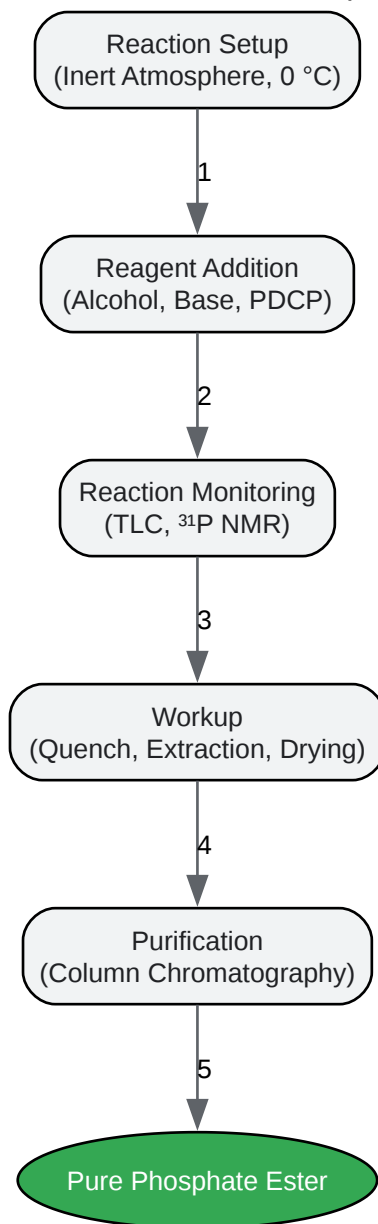 Reaction Setup
(Inert Atmosphere, 0 °C)
1
Reagent Addition
(Alcohol, Base, PDCP)
2
Reaction Monitoring
(TLC, ³¹P NMR)
3
Workup
(Quench, Extraction, Drying)
4
Purification
(Column Chromatography)
5
Pure Phosphate Ester